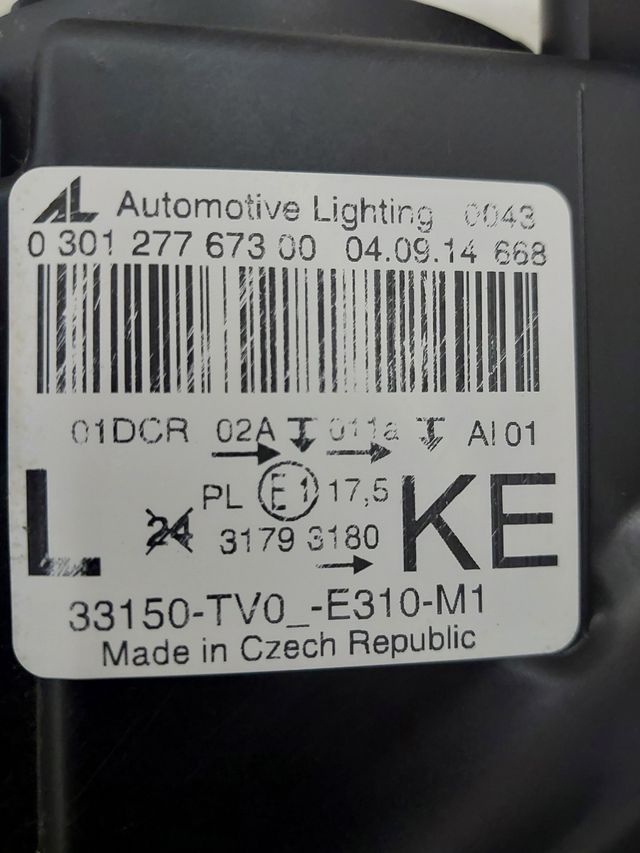 AL Automotive Lighting 0043
0 301 277 673 00 04.09.14 668
01DCR 02A 011a AI 01
L PL E1 17,5 KE
24 3179 3180
33150-TV0_-E310-M1
Made in Czech Republic